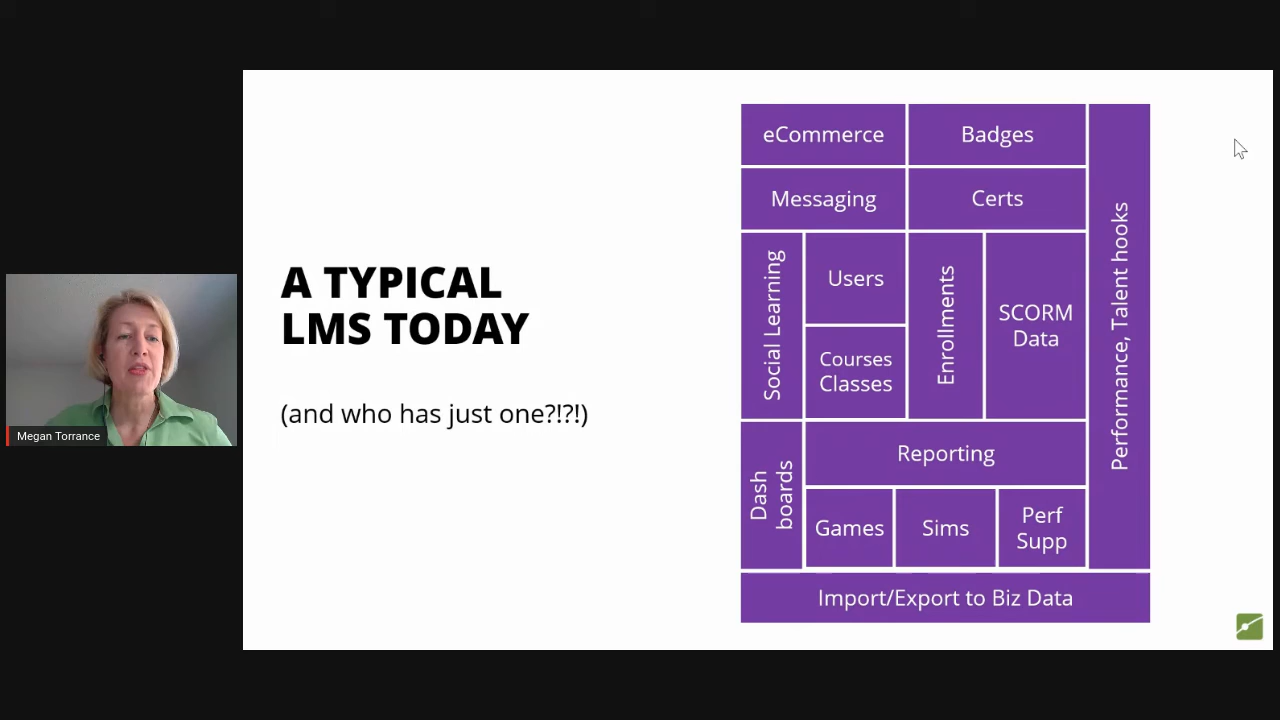 A TYPICAL
LMS TODAY
(and who has just one?!?!)
Megan Torrance
eCommerce
Badges
Messaging
Certs
Performance, Talent hooks
Social Learning
Users
Courses
Classes
Enrollments
SCORM
Data
Dash
boards
Reporting
Games
Sims
Perf
Supp
Import/Export to Biz Data